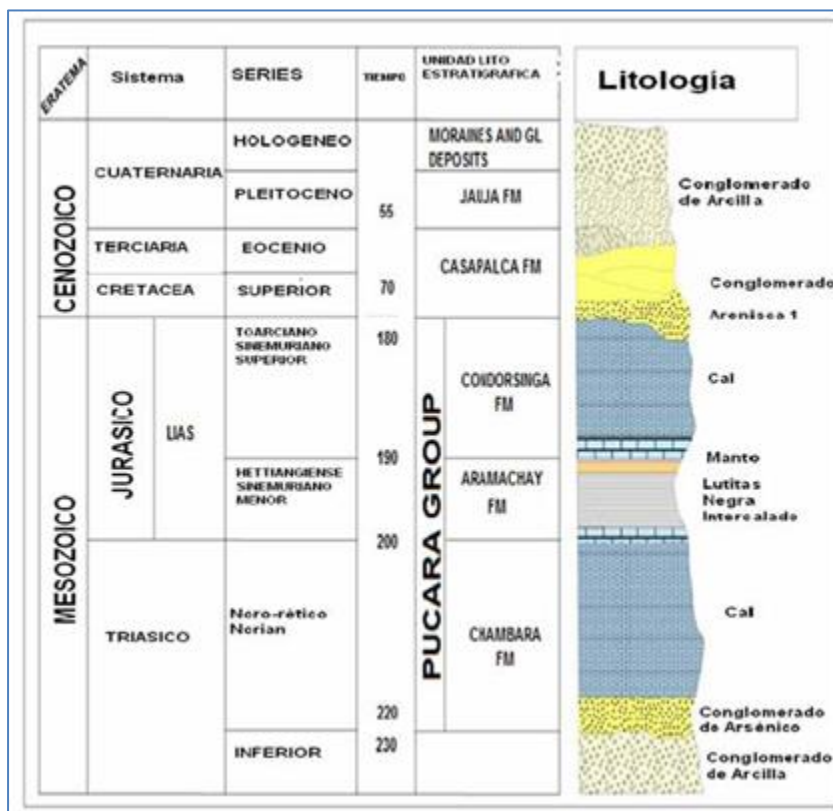 ERATEMA
Sistema
SERIES
TIEMPO
UNIDAD LITO
ESTRATIGRAFICA
Litología
CENOZOICO
CUATERNARIA
HOLOGENEO
MORAINES AND GL
DEPOSITS
PLEITOCENO
55
JAUJA FM
Conglomerado
de Arcilla
TERCIARIA
EOCENIO
CASAPALCA FM
CRETACEA
SUPERIOR
70
Conglomerado
Arenisca 1
MESOZOICO
JURASICO
LIAS
TOARCIANO
SINEMURIANO
SUPERIOR
180
PUCARA GROUP
CONDORSINGA
FM
Cal
190
Manto
HETTIANGIENSE
SINEMURIANO
MENOR
ARAMACHAY
FM
Lutitas
Negra
Intercalado
200
TRIASICO
Noro-rético
Norian
CHAMBARA
FM
Cal
220
Conglomerado
de Arsénico
230
INFERIOR
Conglomerado
de Arcilla